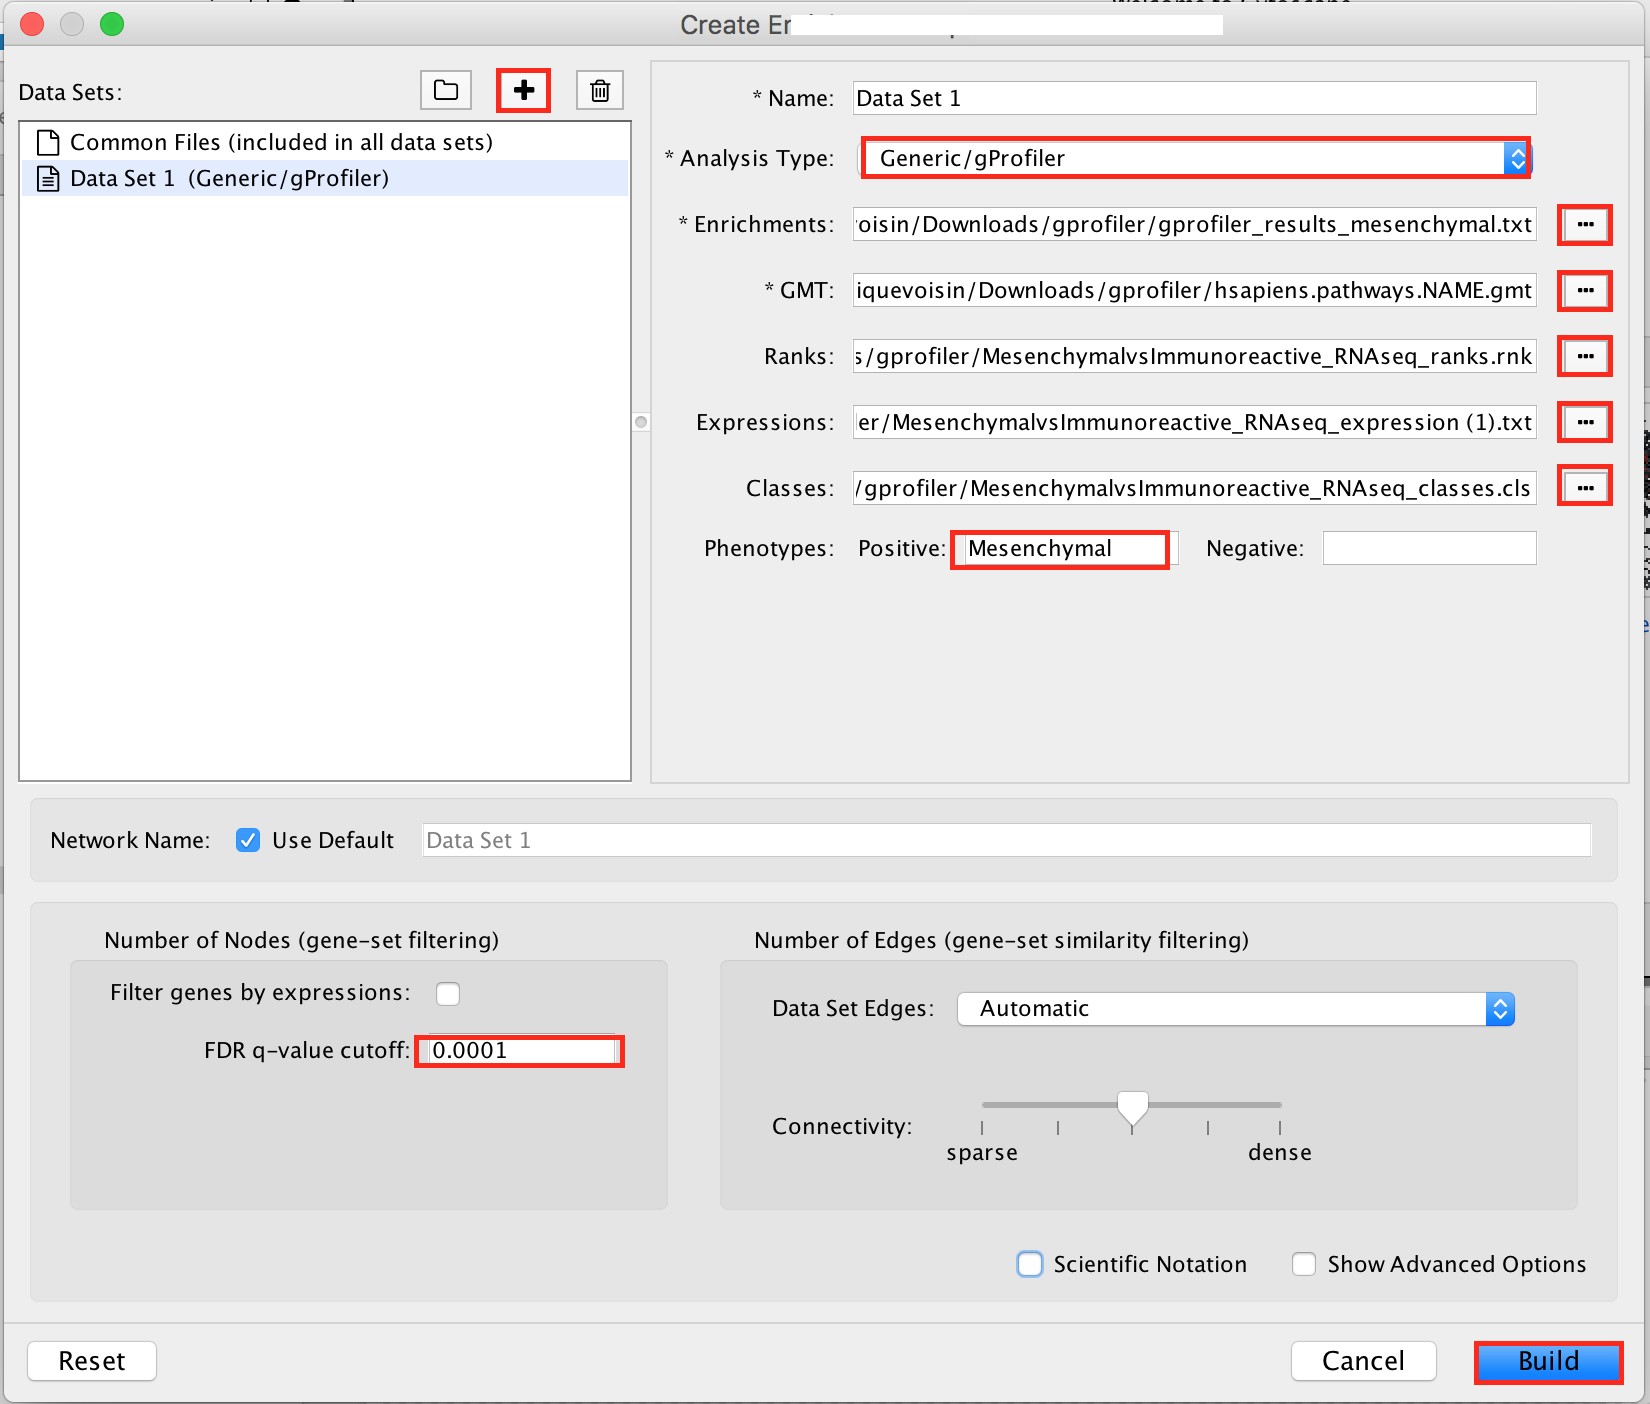 Create
Data Sets:
Common Files (included in all data sets)
Data Set 1 (Generic/gProfiler)
* Name: Data Set 1
* Analysis Type: Generic/gProfiler
* Enrichments: voisin/Downloads/gprofiler/gprofiler_results_mesenchymal.txt ...
* GMT: iquevoisin/Downloads/gprofiler/hsapiens.pathways.NAME.gmt ...
Ranks: s/gprofiler/MesenchymalvsImmunoreactive_RNAseq_ranks.rnk ...
Expressions: er/MesenchymalvsImmunoreactive_RNAseq_expression (1).txt ...
Classes: /gprofiler/MesenchymalvsImmunoreactive_RNAseq_classes.cls ...
Phenotypes: Positive: Mesenchymal Negative:
Network Name: Use Default Data Set 1
Number of Nodes (gene-set filtering)
Filter genes by expressions:
FDR q-value cutoff: 0.0001
Number of Edges (gene-set similarity filtering)
Data Set Edges: Automatic
Connectivity:
sparse dense
Scientific Notation Show Advanced Options
Reset Cancel Build